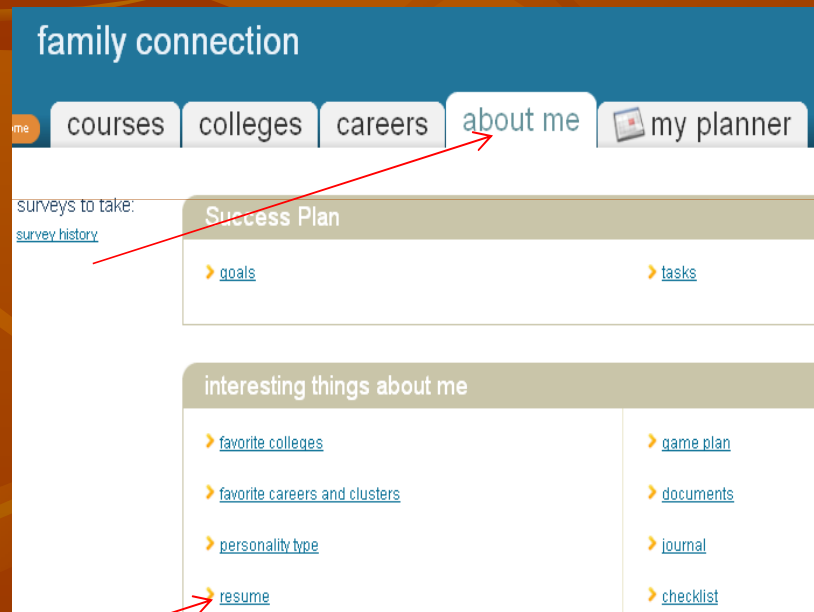 family connection
me courses colleges careers about me my planner
surveys to take:
survey history
Success Plan
goals tasks
interesting things about me
favorite colleges game plan
favorite careers and clusters documents
personality type journal
resume checklist